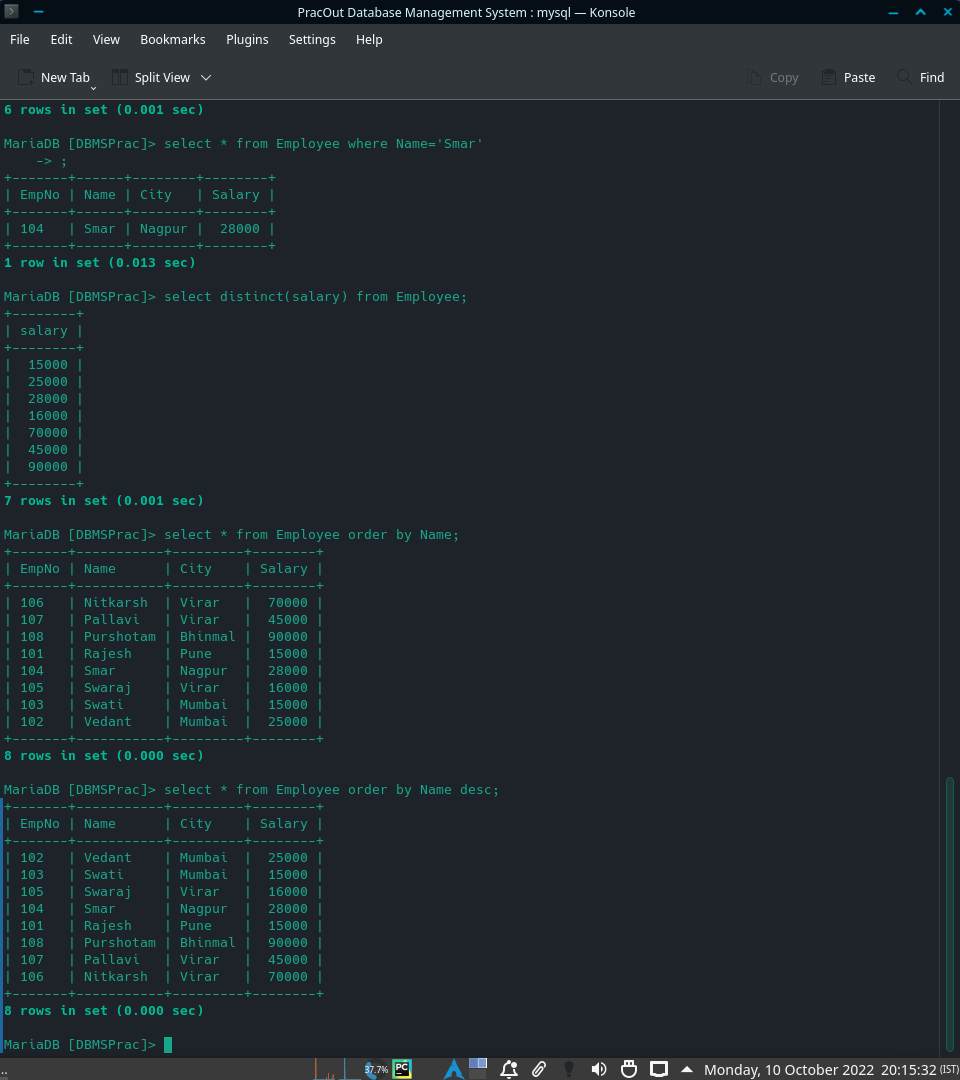 PracOut Database Management System : mysql — Konsole
File Edit View Bookmarks Plugins Settings Help
New Tab Split View Copy Paste Find
6 rows in set (0.001 sec)
MariaDB [DBMSPrac]> select * from Employee where Name='Smar'
    -> ;
+-------+------+--------+--------+
| EmpNo | Name | City   | Salary |
+-------+------+--------+--------+
| 104   | Smar | Nagpur |  28000 |
+-------+------+--------+--------+
1 row in set (0.013 sec)
MariaDB [DBMSPrac]> select distinct(salary) from Employee;
+--------+
| salary |
+--------+
|  15000 |
|  25000 |
|  28000 |
|  16000 |
|  70000 |
|  45000 |
|  90000 |
+--------+
7 rows in set (0.001 sec)
MariaDB [DBMSPrac]> select * from Employee order by Name;
+-------+-----------+---------+--------+
| EmpNo | Name      | City    | Salary |
+-------+-----------+---------+--------+
| 106   | Nitkarsh  | Virar   |  70000 |
| 107   | Pallavi   | Virar   |  45000 |
| 108   | Purshotam | Bhinmal |  90000 |
| 101   | Rajesh    | Pune    |  15000 |
| 104   | Smar      | Nagpur  |  28000 |
| 105   | Swaraj    | Virar   |  16000 |
| 103   | Swati     | Mumbai  |  15000 |
| 102   | Vedant    | Mumbai  |  25000 |
+-------+-----------+---------+--------+
8 rows in set (0.000 sec)
MariaDB [DBMSPrac]> select * from Employee order by Name desc;
+-------+-----------+---------+--------+
| EmpNo | Name      | City    | Salary |
+-------+-----------+---------+--------+
| 102   | Vedant    | Mumbai  |  25000 |
| 103   | Swati     | Mumbai  |  15000 |
| 105   | Swaraj    | Virar   |  16000 |
| 104   | Smar      | Nagpur  |  28000 |
| 101   | Rajesh    | Pune    |  15000 |
| 108   | Purshotam | Bhinmal |  90000 |
| 107   | Pallavi   | Virar   |  45000 |
| 106   | Nitkarsh  | Virar   |  70000 |
+-------+-----------+---------+--------+
8 rows in set (0.000 sec)
MariaDB [DBMSPrac]>
.. 37.7% PC Monday, 10 October 2022 20:15:32 (IST)